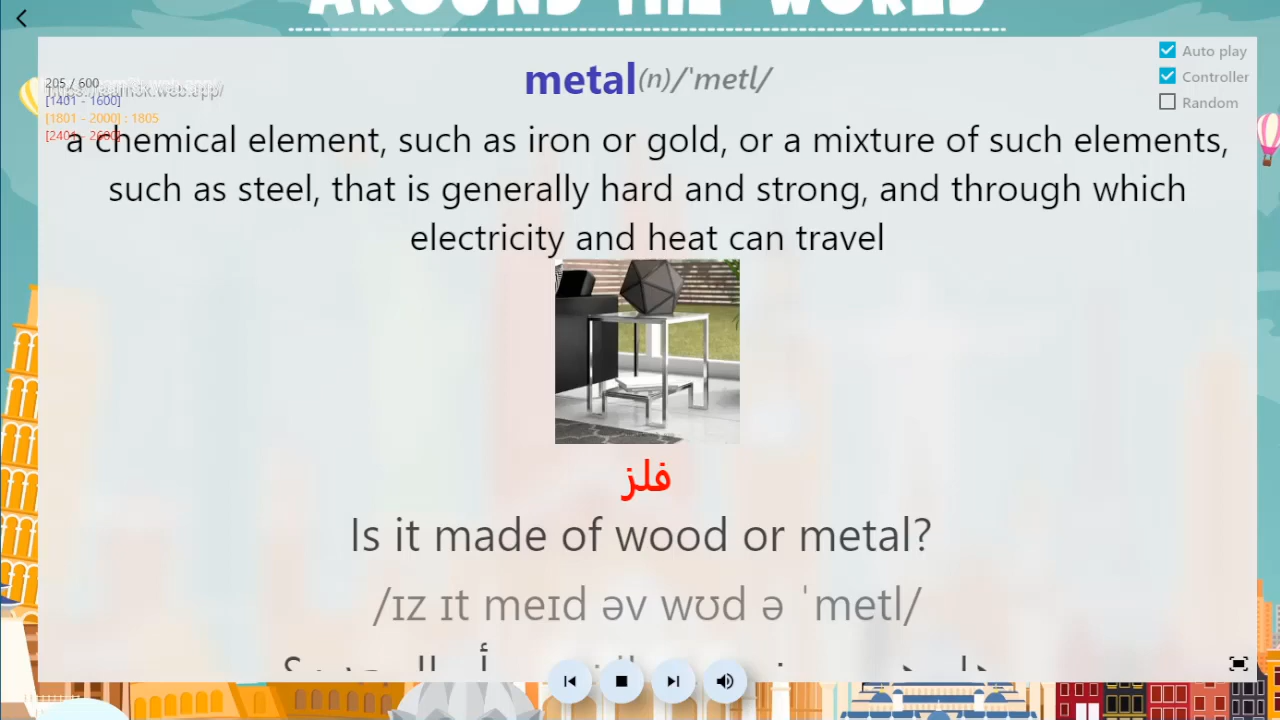 AROUND THE WORLD
Auto play
Controller
Random
205 / 600
[1401 - 1600]
[1801 - 2000] : 1805
[2401 - 2600]
metal(n)/ˈmetl/
a chemical element, such as iron or gold, or a mixture of such elements,
such as steel, that is generally hard and strong, and through which
electricity and heat can travel
فلز
Is it made of wood or metal?
/ɪz ɪt meɪd əv wʊd ə ˈmetl/